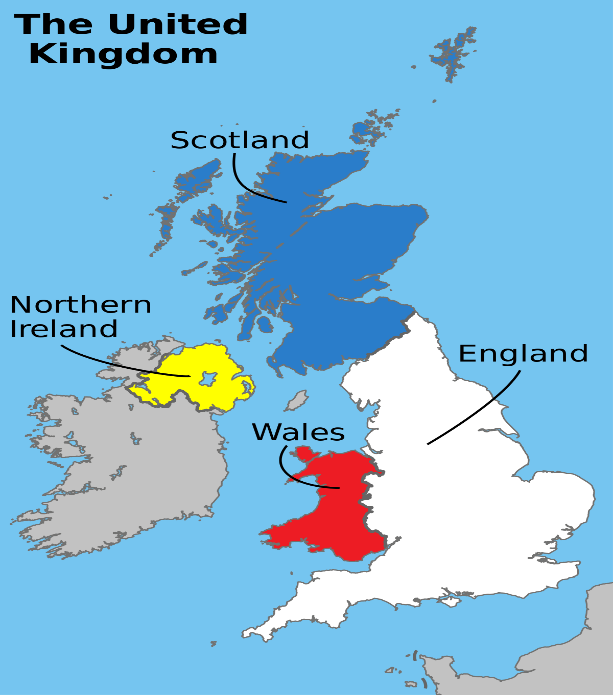 The United
Kingdom
Scotland
Northern
Ireland
England
Wales